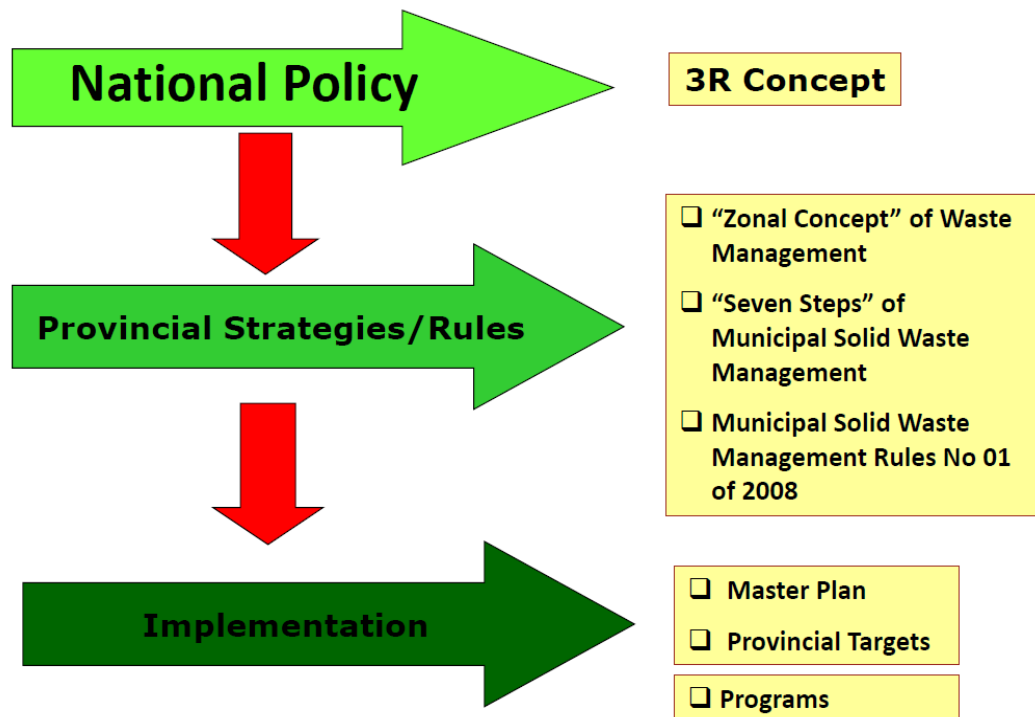 National Policy
3R Concept
“Zonal Concept” of Waste
Management
“Seven Steps” of
Municipal Solid Waste
Management
Municipal Solid Waste
Management Rules No 01
of 2008
Provincial Strategies/Rules
Implementation
Master Plan
Provincial Targets
Programs